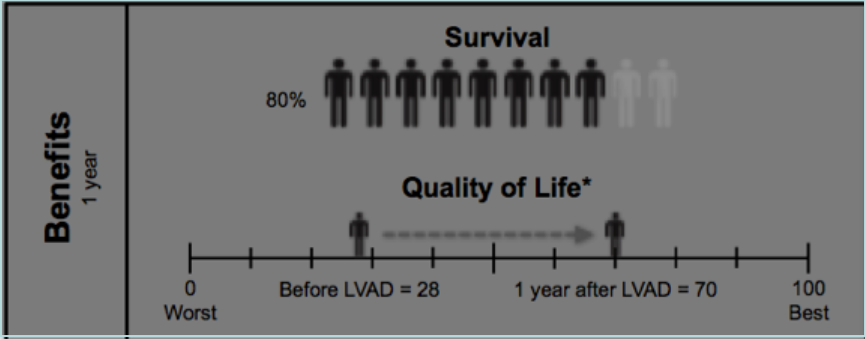 Benefits
1 year
Survival
80%
Quality of Life*
0
Worst
Before LVAD = 28
1 year after LVAD = 70
100
Best